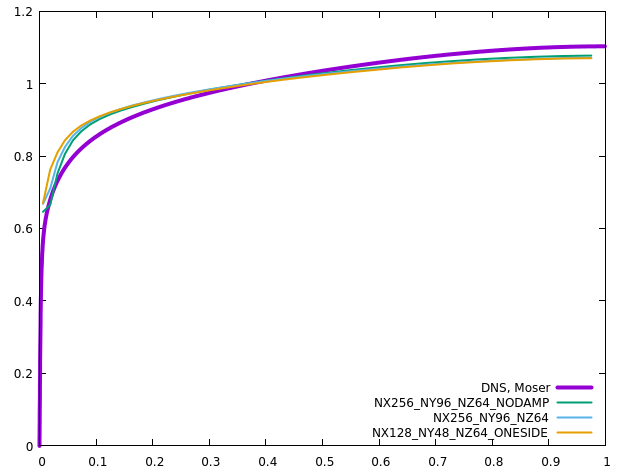 1.2
1
0.8
0.6
0.4
0.2
0
DNS, Moser
NX256_NY96_NZ64_NODAMP
NX256_NY96_NZ64
NX128_NY48_NZ64_ONESIDE
0 0.1 0.2 0.3 0.4 0.5 0.6 0.7 0.8 0.9 1